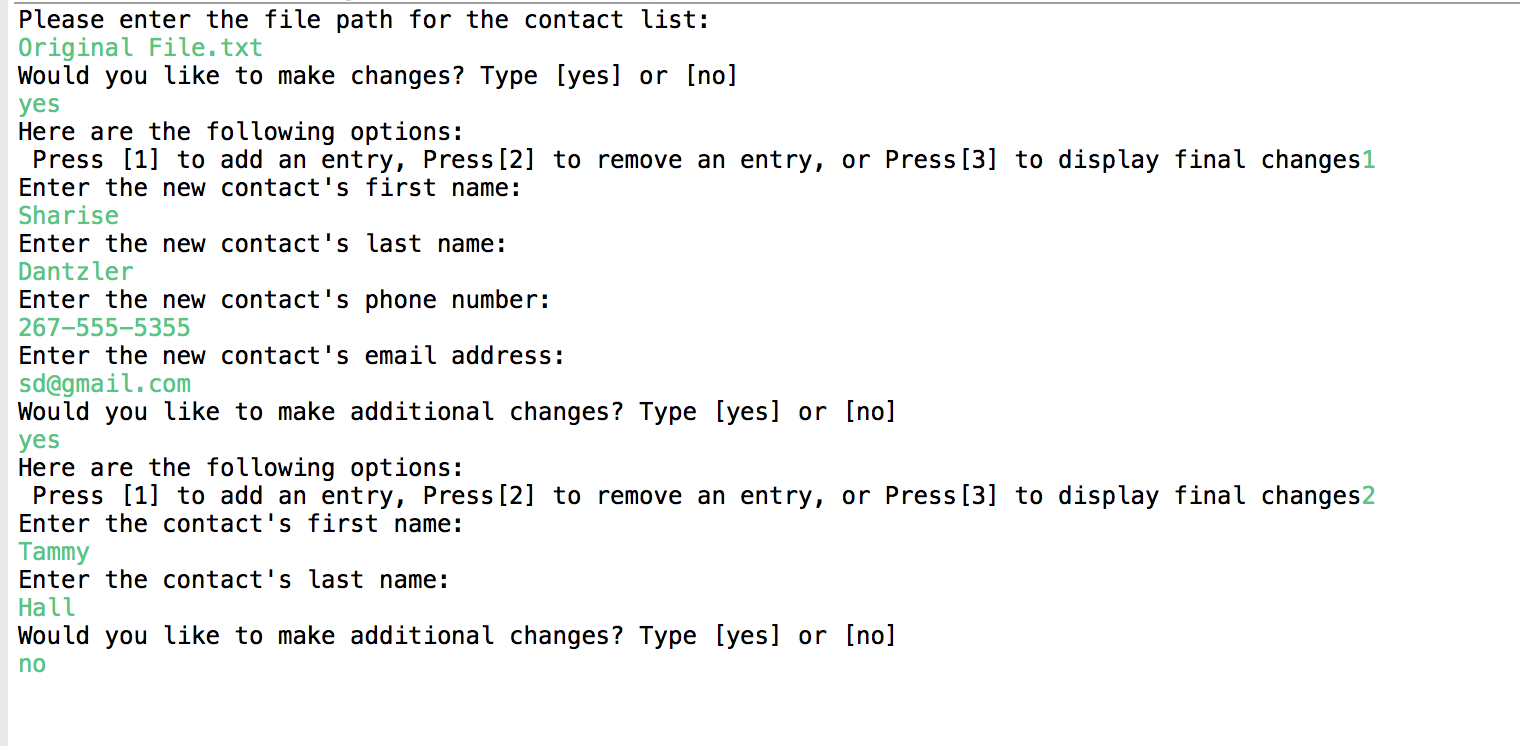 Please enter the file path for the contact list:
Original File.txt
Would you like to make changes? Type [yes] or [no]
yes
Here are the following options:
 Press [1] to add an entry, Press[2] to remove an entry, or Press[3] to display final changes1
Enter the new contact's first name:
Sharise
Enter the new contact's last name:
Dantzler
Enter the new contact's phone number:
267-555-5355
Enter the new contact's email address:
sd@gmail.com
Would you like to make additional changes? Type [yes] or [no]
yes
Here are the following options:
 Press [1] to add an entry, Press[2] to remove an entry, or Press[3] to display final changes2
Enter the contact's first name:
Tammy
Enter the contact's last name:
Hall
Would you like to make additional changes? Type [yes] or [no]
no